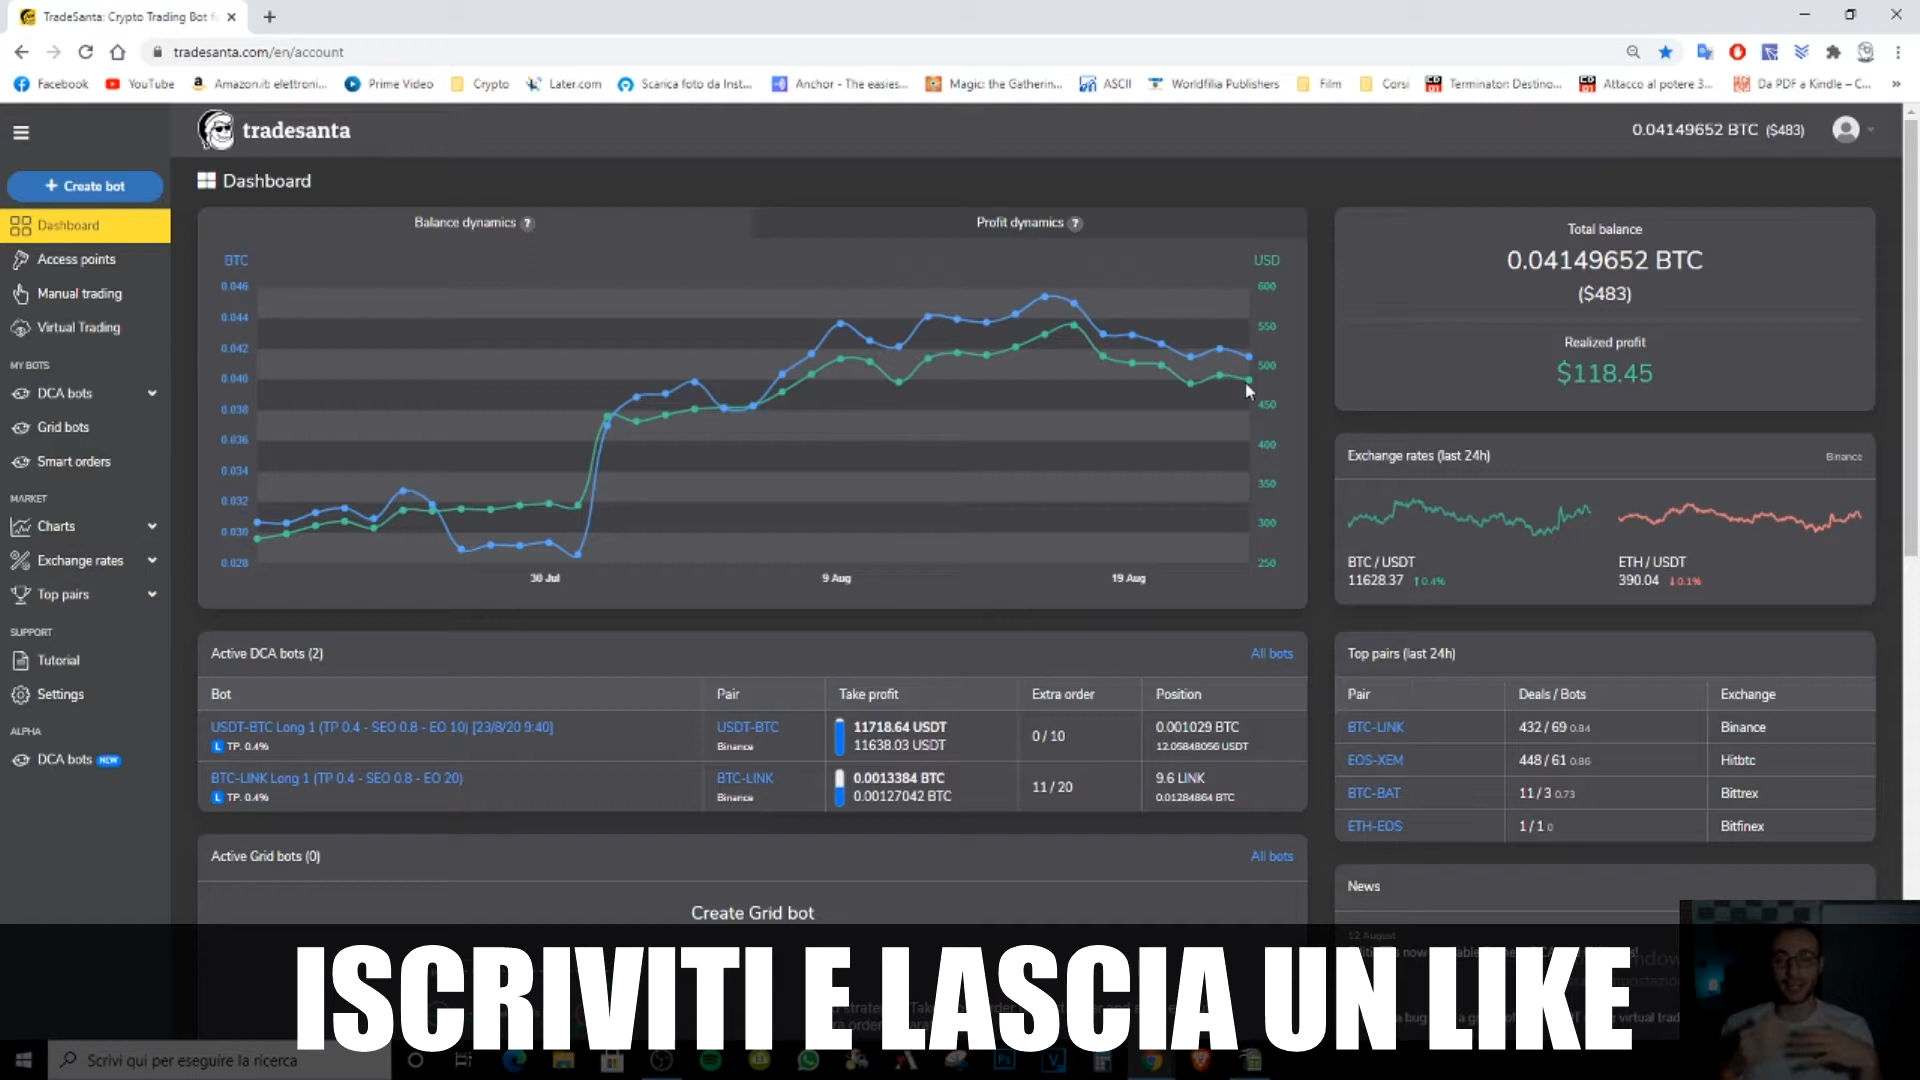 TradeSanta: Crypto Trading Bot f
tradesanta.com/en/account
Facebook
YouTube
Amazon.it: elettroni...
Prime Video
Crypto
Later.com
Scarica foto da Inst...
Anchor - The easies...
Magic: the Gatherin...
ASCII
Worldfilia Publishers
Film
Corsi
Terminator: Destino...
Attacco al potere 3...
Da PDF a Kindle – C...
»
tradesanta
0.04149652 BTC ($483)
+ Create bot
Dashboard
Access points
Manual trading
Virtual Trading
MY BOTS
DCA bots
Grid bots
Smart orders
MARKET
Charts
Exchange rates
Top pairs
SUPPORT
Tutorial
Settings
ALPHA
DCA bots NEW
Dashboard
Balance dynamics ?
Profit dynamics ?
BTC
USD
0.046
0.044
0.042
0.040
0.038
0.036
0.034
0.032
0.030
0.028
600
550
500
450
400
350
300
250
30 Jul
9 Aug
19 Aug
Total balance
0.04149652 BTC
($483)
Realized profit
$118.45
Exchange rates (last 24h)
Binance
BTC / USDT
11628.37 ↑0.4%
ETH / USDT
390.04 ↓0.1%
Active DCA bots (2)
All bots
Bot Pair Take profit Extra order Position
USDT-BTC Long 1 (TP 0.4 - SEO 0.8 - EO 10) [23/8/20 9:40]
L TP. 0.4%
USDT-BTC
Binance
11718.64 USDT
11638.03 USDT
0 / 10
0.001029 BTC
12.05848056 USDT
BTC-LINK Long 1 (TP 0.4 - SEO 0.8 - EO 20)
L TP. 0.4%
BTC-LINK
Binance
0.0013384 BTC
0.00127042 BTC
11 / 20
9.6 LINK
0.01284864 BTC
Top pairs (last 24h)
Pair Deals / Bots Exchange
BTC-LINK 432 / 69 0.84 Binance
EOS-XEM 448 / 61 0.86 Hitbtc
BTC-BAT 11 / 3 0.73 Bittrex
ETH-EOS 1 / 1 0 Bitfinex
Active Grid bots (0)
All bots
Create Grid bot
News
12 August
ISCRIVITI E LASCIA UN LIKE
Scrivi qui per eseguire la ricerca